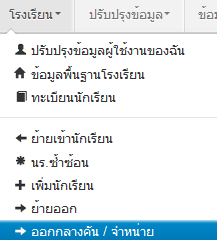 โรงเรียน ปรับปรุงข้อมูล
ปรับปรุงข้อมูลผู้ใช้งานของฉัน
ข้อมูลพื้นฐานโรงเรียน
ทะเบียนนักเรียน
ย้ายเข้านักเรียน
นร.ซ้ำซ้อน
เพิ่มนักเรียน
ย้ายออก
ออกกลางคัน / จำหน่าย